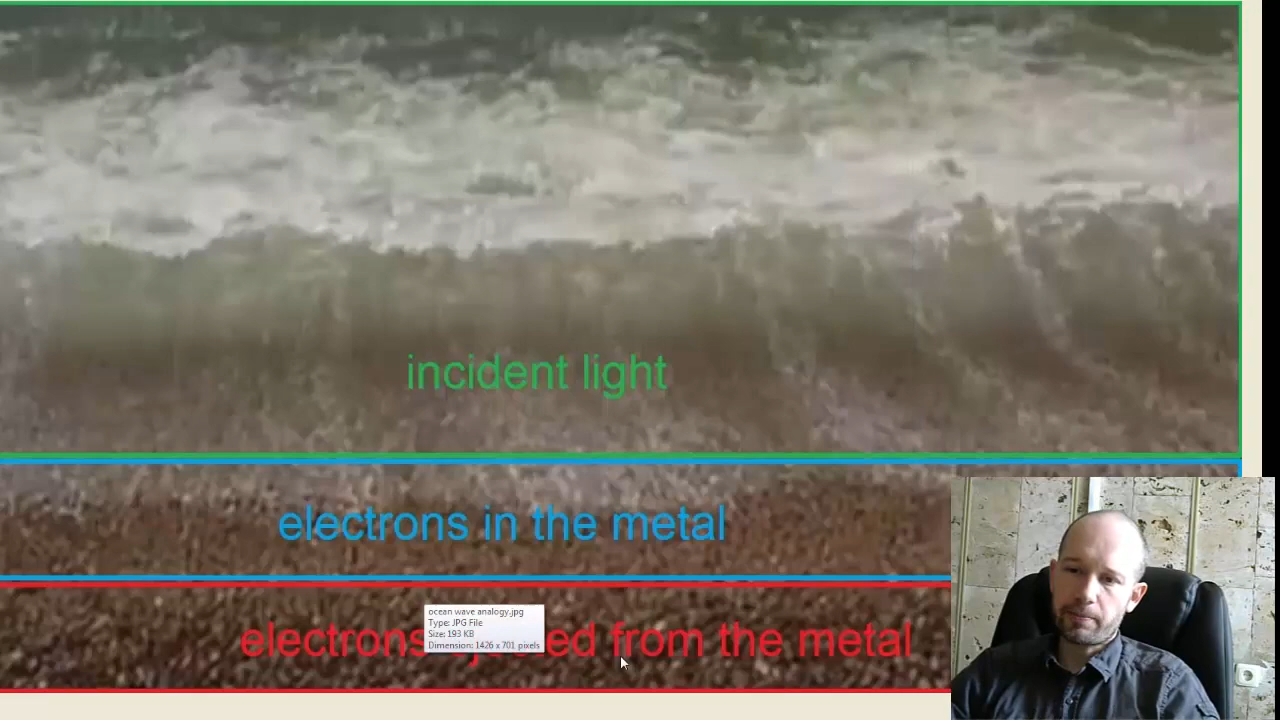 incident light
electrons in the metal
electrons ejected from the metal
ocean wave analogy.jpg
Type: JPG File
Size: 193 KB
Dimension: 1426 x 701 pixels